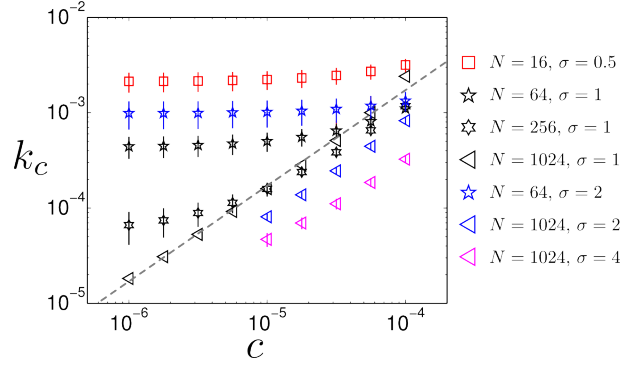 10⁻²
10⁻³
10⁻⁴
10⁻⁵
k_c
10⁻⁶
10⁻⁵
10⁻⁴
c
N = 16, σ = 0.5
N = 64, σ = 1
N = 256, σ = 1
N = 1024, σ = 1
N = 64, σ = 2
N = 1024, σ = 2
N = 1024, σ = 4